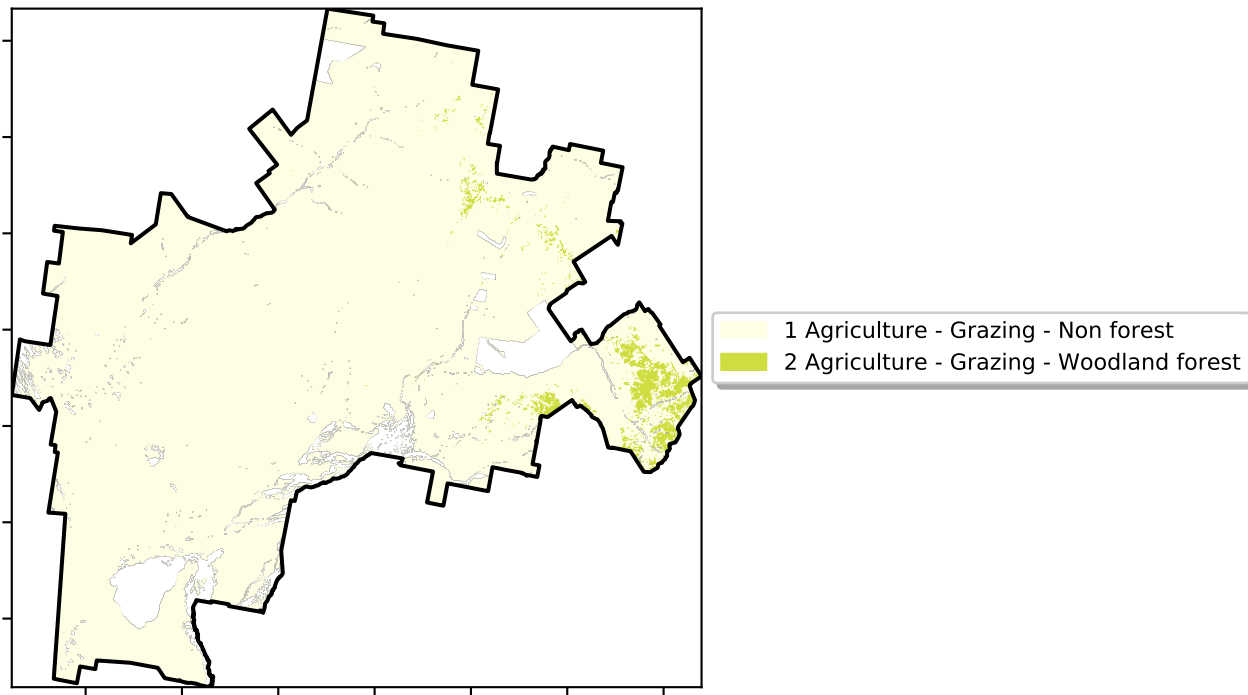 1 Agriculture - Grazing - Non forest
2 Agriculture - Grazing - Woodland forest